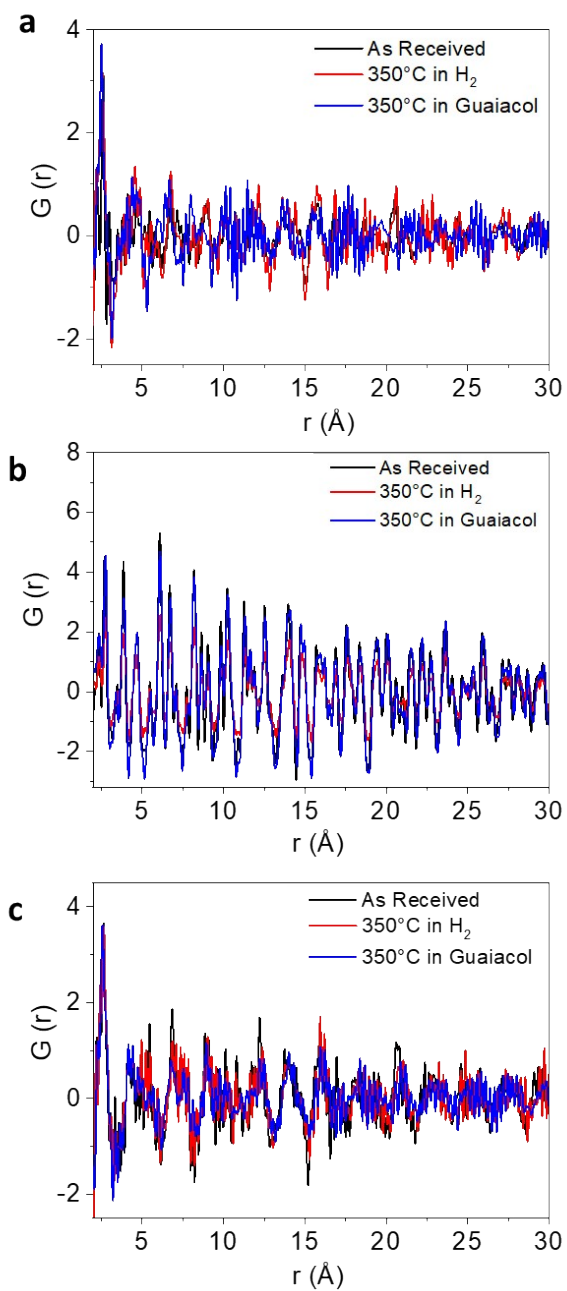 a
4
2
0
-2
G (r)
As Received
350°C in H₂
350°C in Guaiacol
5 10 15 20 25 30
r (Å)
b
8
6
4
2
0
-2
G (r)
As Received
350°C in H₂
350°C in Guaiacol
5 10 15 20 25 30
r (Å)
c
4
2
0
-2
G (r)
As Received
350°C in H₂
350°C in Guaiacol
5 10 15 20 25 30
r (Å)